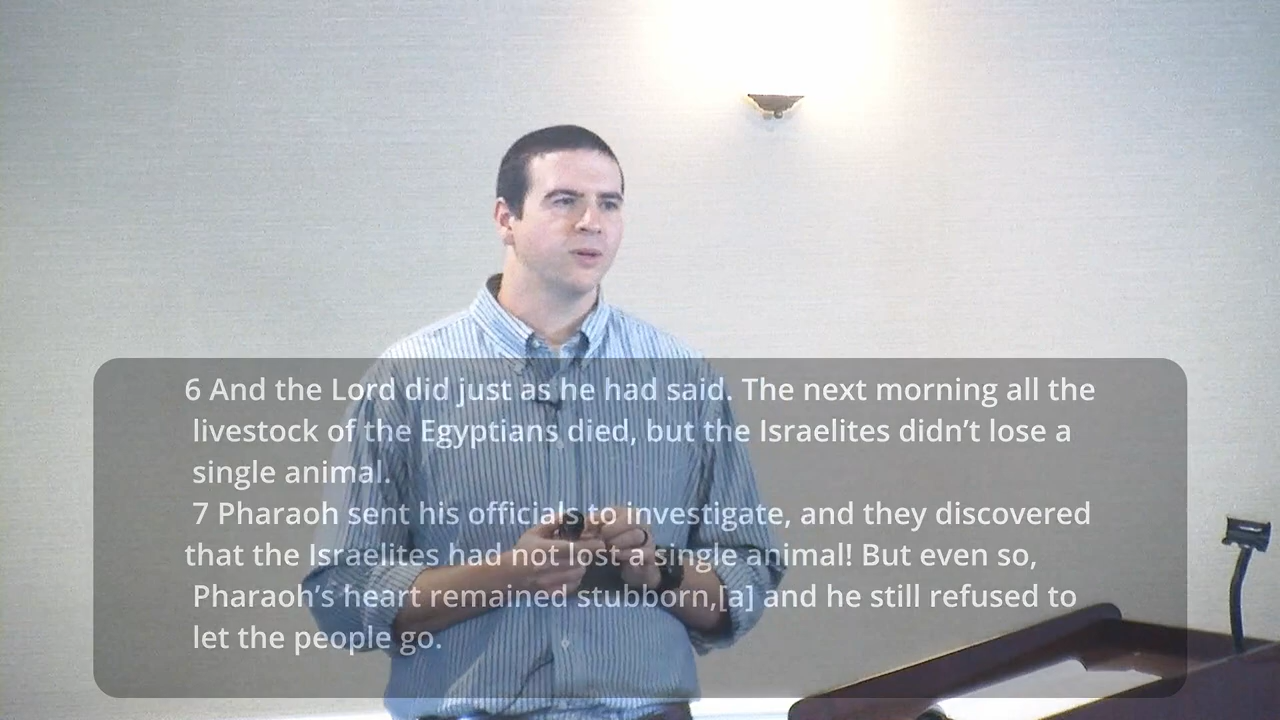 6 And the Lord did just as he had said. The next morning all the
livestock of the Egyptians died, but the Israelites didn’t lose a
single animal.
7 Pharaoh sent his officials to investigate, and they discovered
that the Israelites had not lost a single animal! But even so,
Pharaoh’s heart remained stubborn,[a] and he still refused to
let the people go.